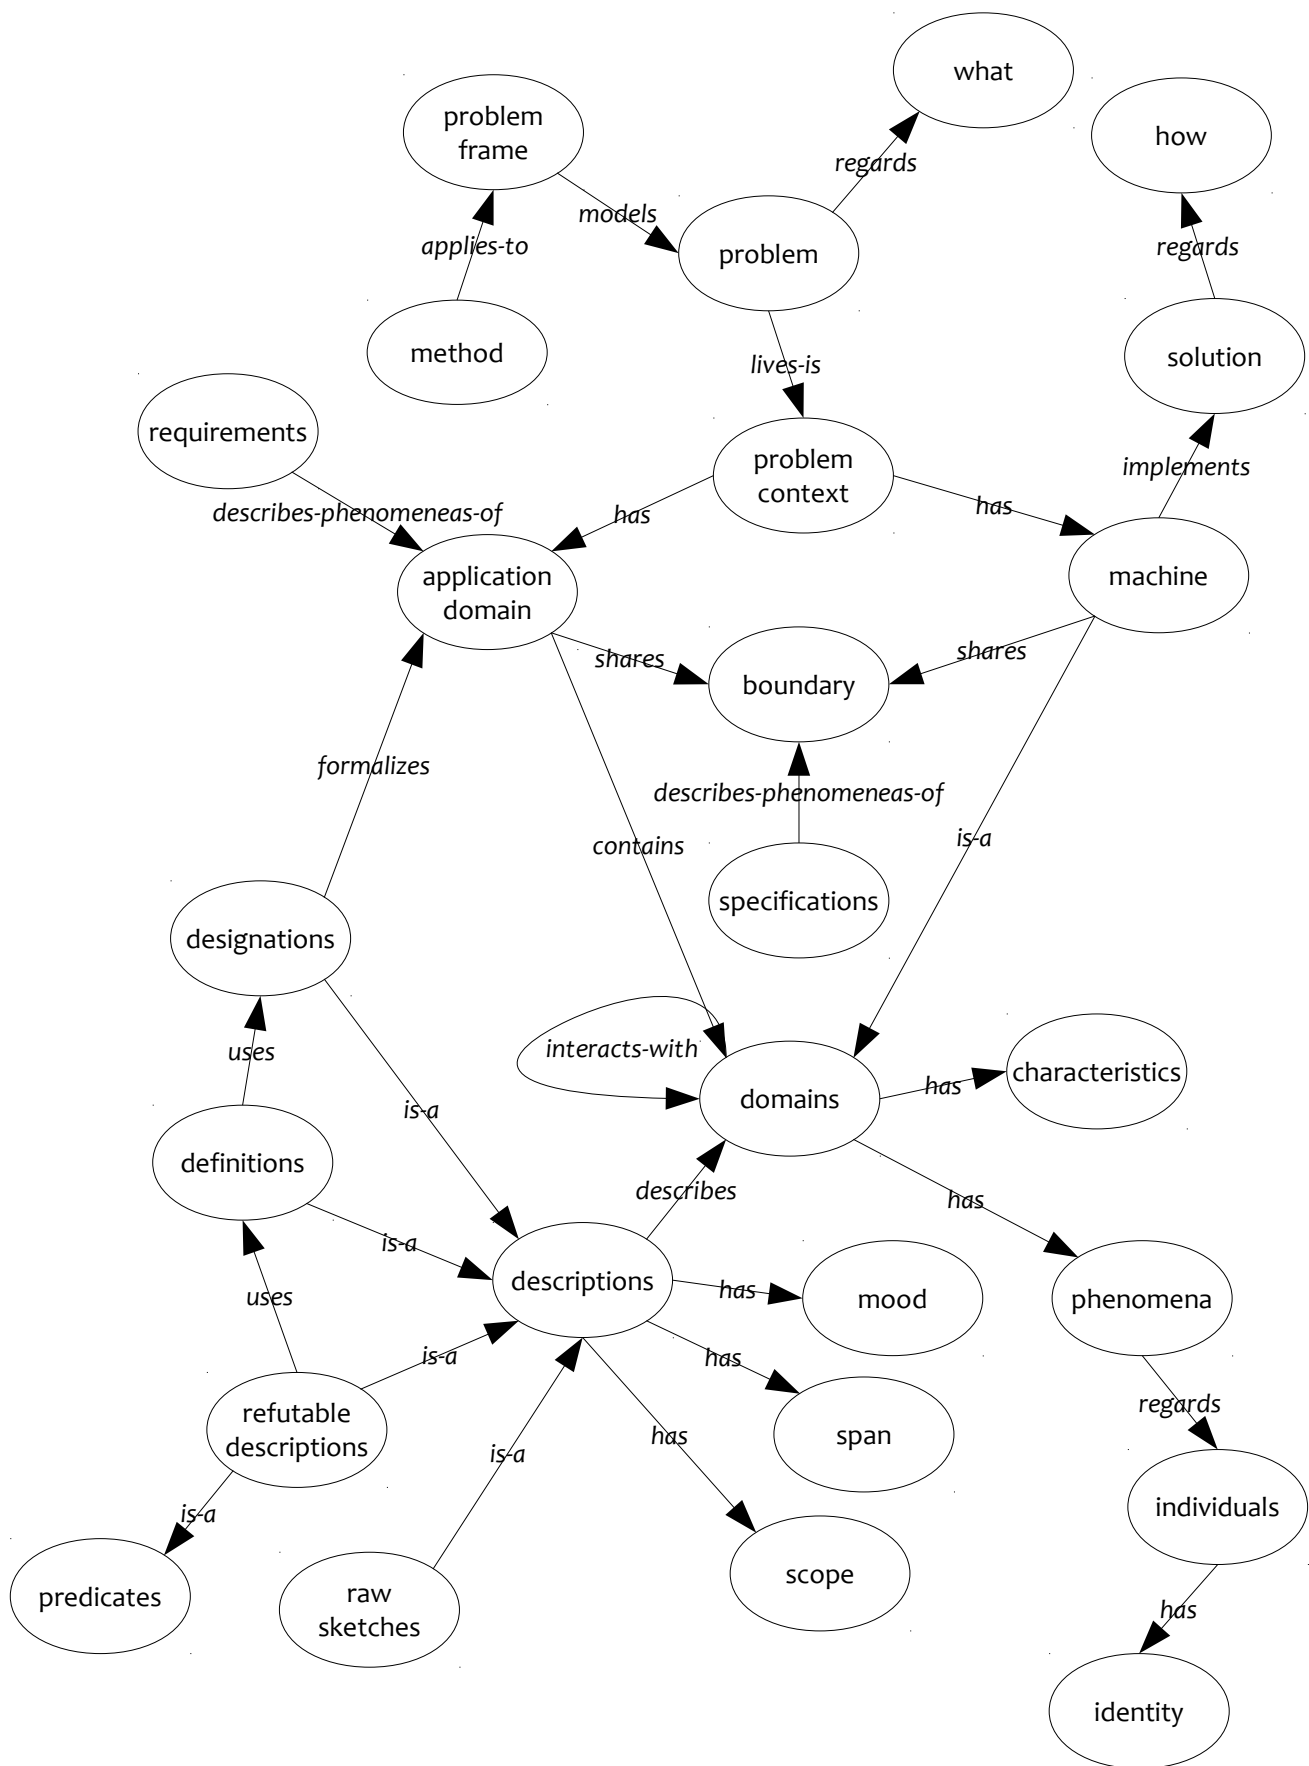 what
problem
frame
how
regards
models
applies-to
regards
problem
method
lives-is
solution
requirements
problem
context
implements
describes-phenomeneas-of
has
has
application
domain
machine
shares
shares
boundary
formalizes
describes-phenomeneas-of
contains
is-a
specifications
designations
interacts-with
uses
characteristics
has
domains
is-a
definitions
describes
has
is-a
descriptions
has
mood
phenomena
uses
is-a
has
regards
refutable
descriptions
span
has
is-a
individuals
is-a
scope
predicates
raw
sketches
has
identity